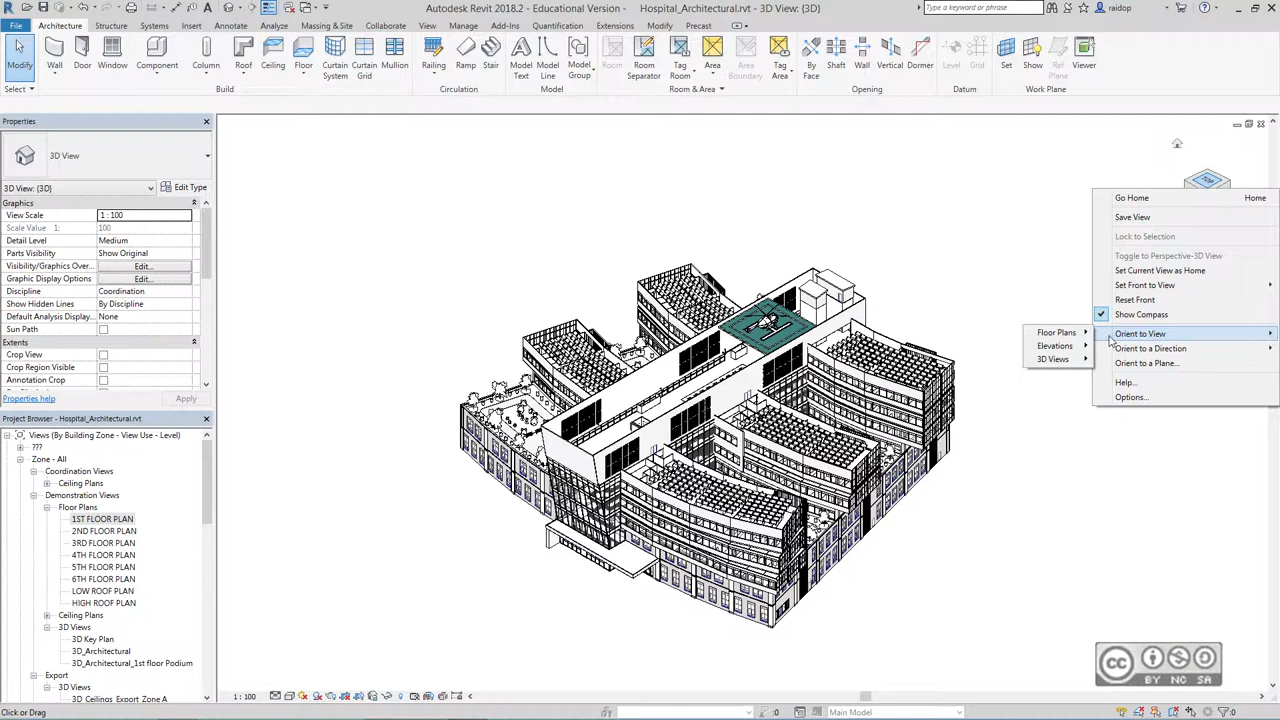 Autodesk Revit 2018.2 - Educational Version - Hospital_Architectural.rvt - 3D View: {3D}
Type a keyword or phrase
raidop
File Architecture Structure Systems Insert Annotate Analyze Massing & Site Collaborate View Manage Add-Ins Quantification Extensions Modify Precast
Modify Wall Door Window Component Column Roof Ceiling Floor Curtain System Curtain Grid Mullion Railing Ramp Stair Model Text Model Line Model Group Room Room Separator Tag Room Area Area Boundary Tag Area By Face Shaft Wall Vertical Dormer Level Grid Set Show Ref Plane Viewer
Select Build Circulation Model Room & Area Opening Datum Work Plane
Properties
3D View
3D View: {3D} Edit Type
Graphics
View Scale 1 : 100
Scale Value 1: 100
Detail Level Medium
Parts Visibility Show Original
Visibility/Graphics Over... Edit...
Graphic Display Options Edit...
Discipline Coordination
Show Hidden Lines By Discipline
Default Analysis Display... None
Sun Path
Extents
Crop View
Crop Region Visible
Annotation Crop
Properties help Apply
Project Browser - Hospital_Architectural.rvt
Views (By Building Zone - View Use - Level)
???
Zone - All
Coordination Views
Ceiling Plans
Demonstration Views
Floor Plans
1ST FLOOR PLAN
2ND FLOOR PLAN
3RD FLOOR PLAN
4TH FLOOR PLAN
5TH FLOOR PLAN
6TH FLOOR PLAN
LOW ROOF PLAN
HIGH ROOF PLAN
Ceiling Plans
3D Views
3D Key Plan
3D_Architectural
3D_Architectural_1st floor Podium
Export
3D Views
3D_Ceilings_Export Zone A
TOP
Go Home Home
Save View
Lock to Selection
Toggle to Perspective-3D View
Set Current View as Home
Set Front to View
Reset Front
Show Compass
Orient to View
Orient to a Direction
Orient to a Plane...
Help...
Options...
Floor Plans
Elevations
3D Views
cc
BY NC SA
1 : 100
Click or Drag
:0
Main Model
:0